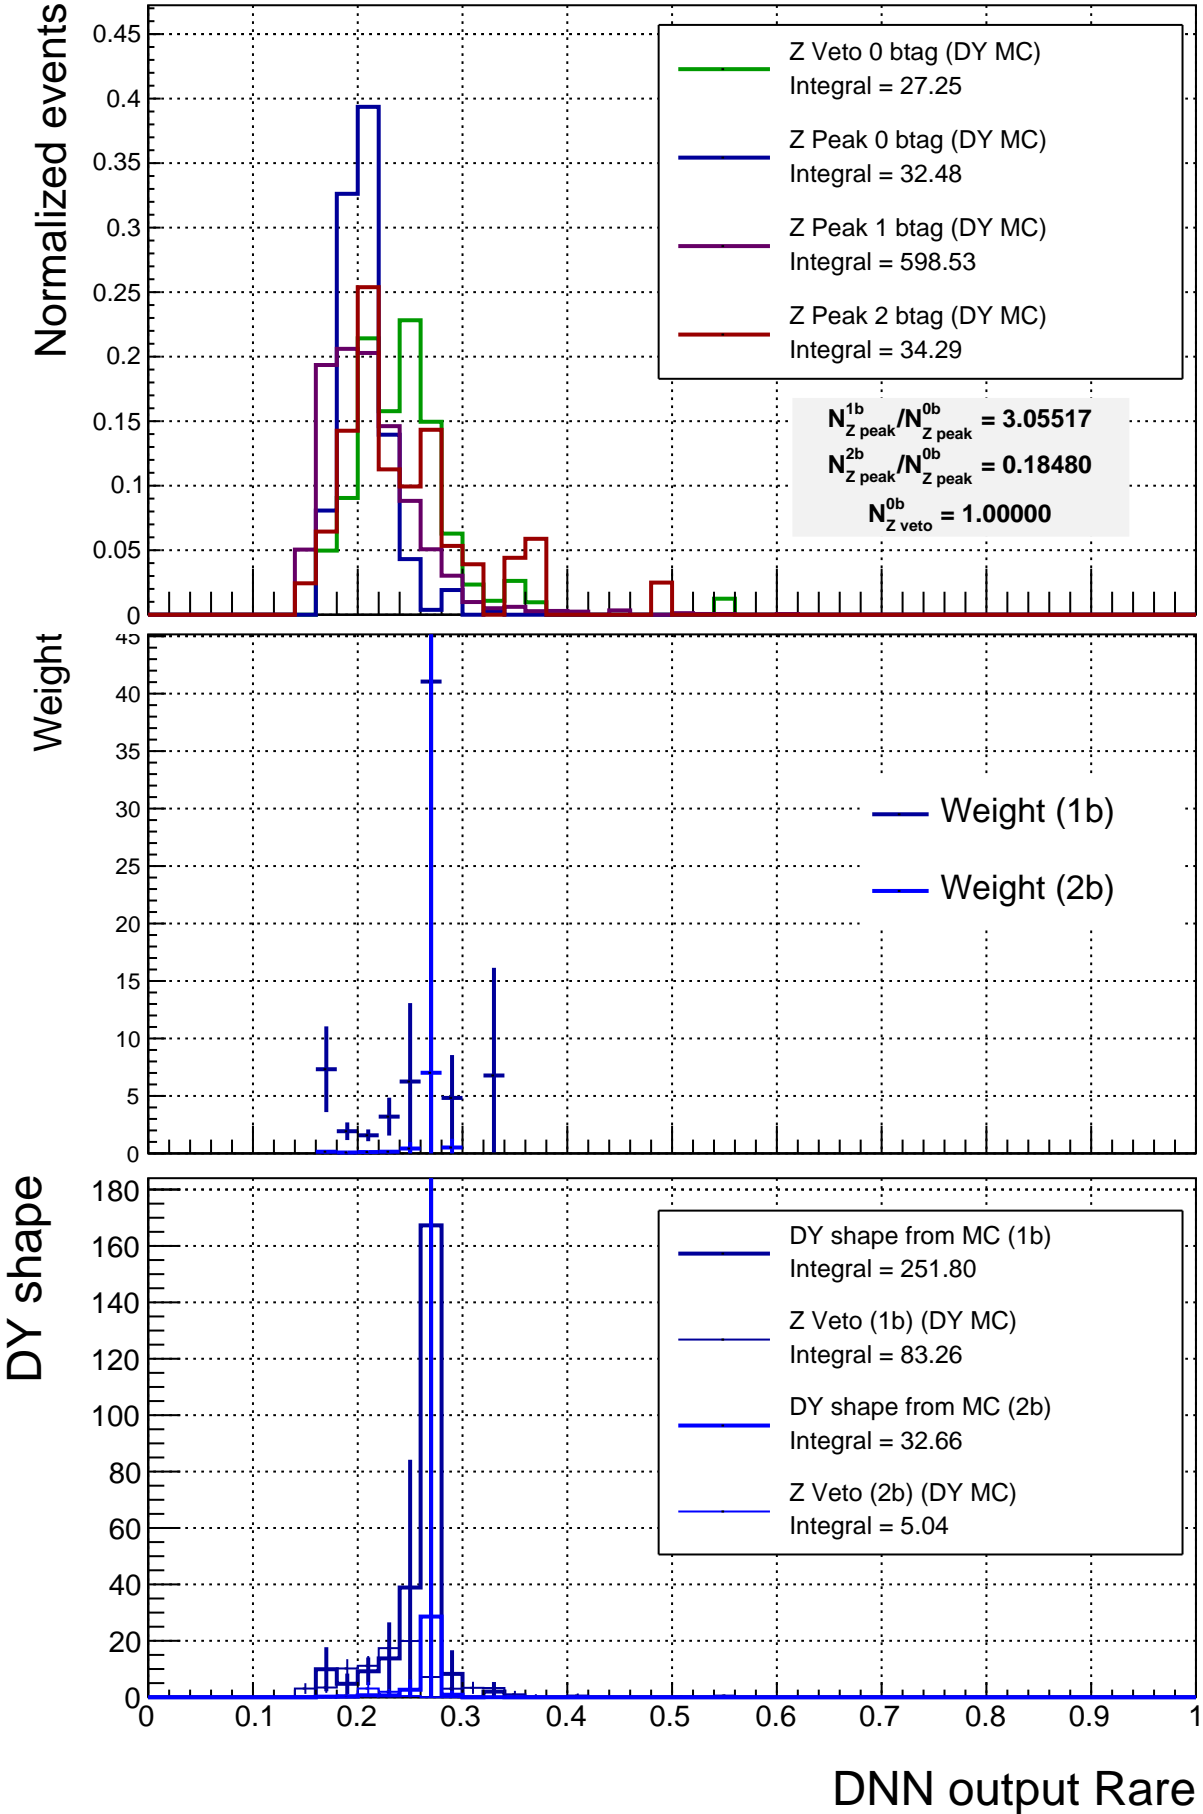 Normalized events
0.45
0.4
0.35
0.3
0.25
0.2
0.15
0.1
0.05
0
Z Veto 0 btag (DY MC)
Integral = 27.25
Z Peak 0 btag (DY MC)
Integral = 32.48
Z Peak 1 btag (DY MC)
Integral = 598.53
Z Peak 2 btag (DY MC)
Integral = 34.29
N^{1b}_{Z peak}/N^{0b}_{Z peak} = 3.05517
N^{2b}_{Z peak}/N^{0b}_{Z peak} = 0.18480
N^{0b}_{Z veto} = 1.00000
Weight
45
40
35
30
25
20
15
10
5
0
Weight (1b)
Weight (2b)
DY shape
180
160
140
120
100
80
60
40
20
0
DY shape from MC (1b)
Integral = 251.80
Z Veto (1b) (DY MC)
Integral = 83.26
DY shape from MC (2b)
Integral = 32.66
Z Veto (2b) (DY MC)
Integral = 5.04
0 0.1 0.2 0.3 0.4 0.5 0.6 0.7 0.8 0.9 1
DNN output Rare